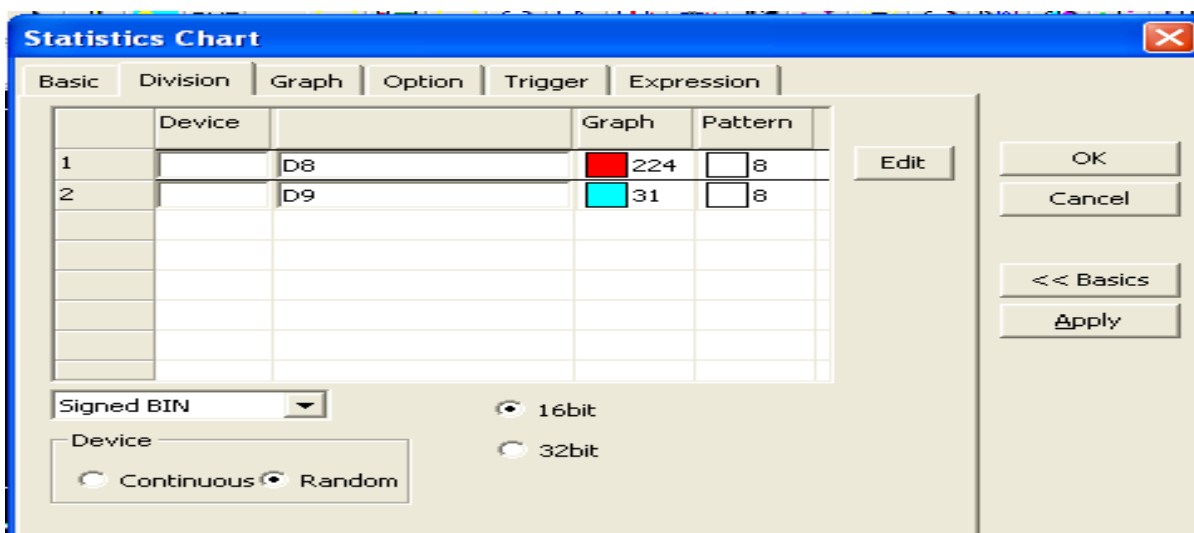 Statistics Chart
Basic Division Graph Option Trigger Expression
Device Graph Pattern
1 D8 224 8 Edit OK
2 D9 31 8 Cancel
<< Basics
Apply
Signed BIN 16bit
Device 32bit
Continuous Random